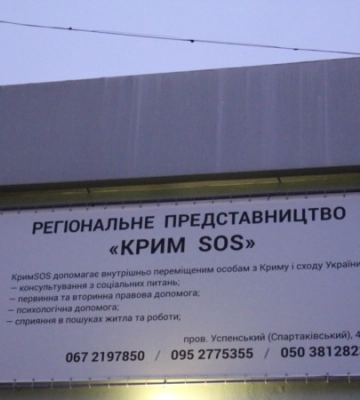 РЕГІОНАЛЬНЕ ПРЕДСТАВНИЦТВО
«КРИМ SOS»
КримSOS допомагає внутрішньо переміщеним особам з Криму і сходу України
– консультування з соціальних питань;
– первинна та вторинна правова допомога;
– психологічна допомога;
– сприяння в пошуках житла та роботи;
пров. Успенський (Спартаківський), 4
067 2197850 / 095 2775355 / 050 381282